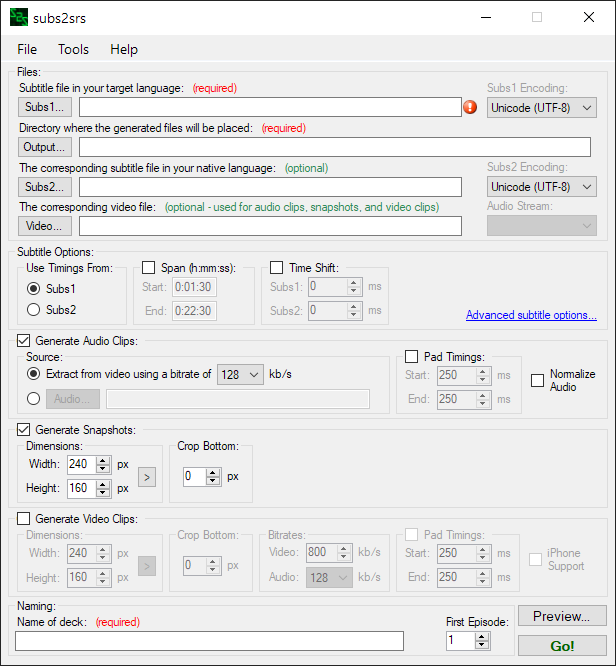 subs2srs
File Tools Help
Files:
Subtitle file in your target language: (required)
Subs1 Encoding:
Subs1...
Unicode (UTF-8)
Directory where the generated files will be placed: (required)
Output...
The corresponding subtitle file in your native language: (optional)
Subs2 Encoding:
Subs2...
Unicode (UTF-8)
The corresponding video file: (optional - used for audio clips, snapshots, and video clips)
Audio Stream:
Video...
Subtitle Options:
Use Timings From:
Subs1
Subs2
Span (h:mm:ss):
Start: 0:01:30
End: 0:22:30
Time Shift:
Subs1: 0 ms
Subs2: 0 ms
Advanced subtitle options...
Generate Audio Clips:
Source:
Extract from video using a bitrate of 128 kb/s
Audio...
Pad Timings:
Start: 250 ms
End: 250 ms
Normalize
Audio
Generate Snapshots:
Dimensions:
Width: 240 px
Height: 160 px
>
Crop Bottom:
0 px
Generate Video Clips:
Dimensions:
Width: 240 px
Height: 160 px
>
Crop Bottom:
0 px
Bitrates:
Video: 800 kb/s
Audio: 128 kb/s
Pad Timings:
Start: 250 ms
End: 250 ms
iPhone
Support
Naming:
Name of deck: (required)
First Episode:
1
Preview...
Go!